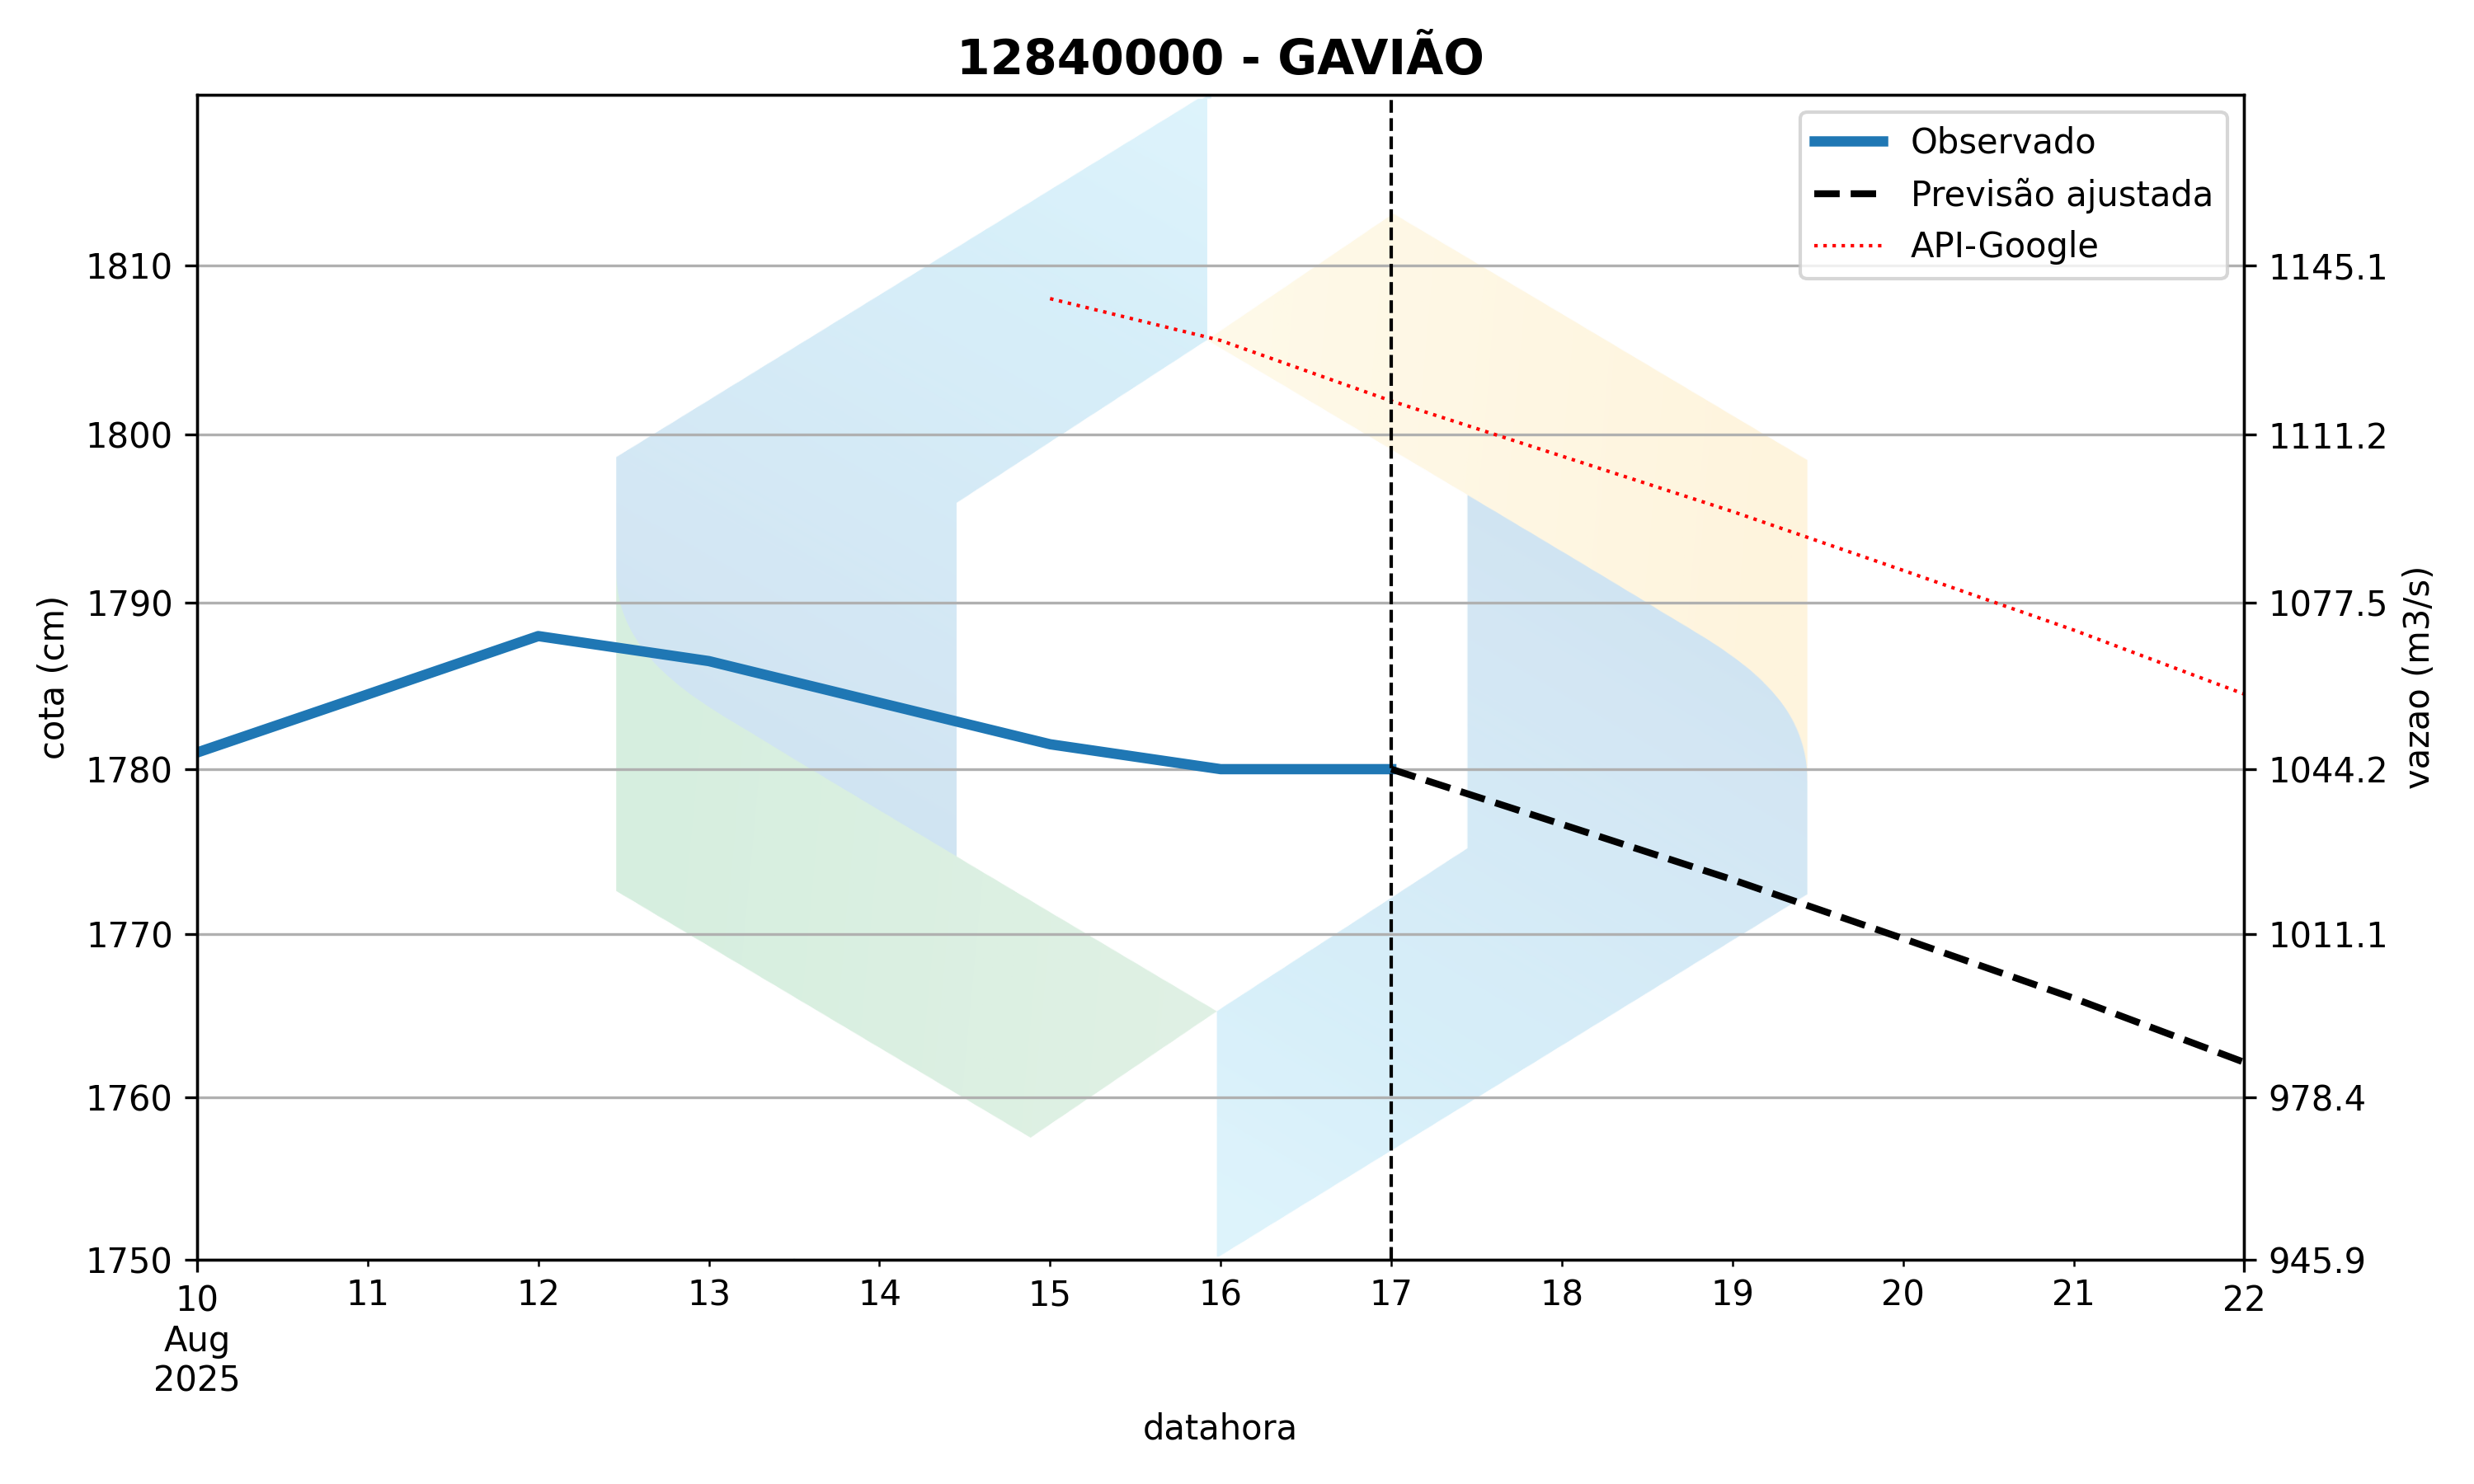 12840000 - GAVIÃO
Observado
Previsão ajustada
API-Google
cota (cm)
1810
1800
1790
1780
1770
1760
1750
1145.1
1111.2
1077.5
1044.2
1011.1
978.4
945.9
vazao (m3/s)
10 11 12 13 14 15 16 17 18 19 20 21 22
Aug
2025
datahora